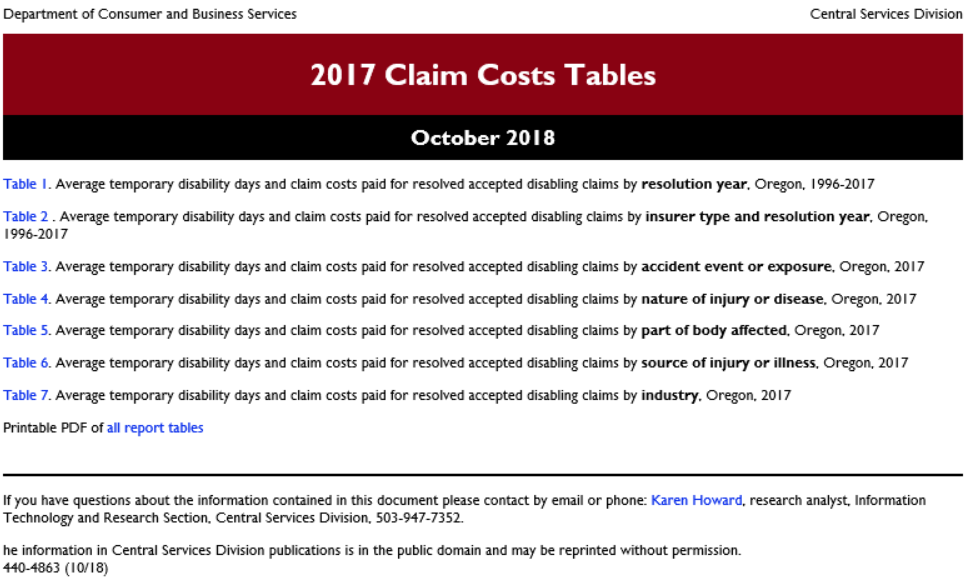 Department of Consumer and Business Services
Central Services Division
2017 Claim Costs Tables
October 2018
Table 1. Average temporary disability days and claim costs paid for resolved accepted disabling claims by resolution year, Oregon, 1996-2017
Table 2 . Average temporary disability days and claim costs paid for resolved accepted disabling claims by insurer type and resolution year, Oregon,
1996-2017
Table 3. Average temporary disability days and claim costs paid for resolved accepted disabling claims by accident event or exposure, Oregon, 2017
Table 4. Average temporary disability days and claim costs paid for resolved accepted disabling claims by nature of injury or disease, Oregon, 2017
Table 5. Average temporary disability days and claim costs paid for resolved accepted disabling claims by part of body affected, Oregon, 2017
Table 6. Average temporary disability days and claim costs paid for resolved accepted disabling claims by source of injury or illness, Oregon, 2017
Table 7. Average temporary disability days and claim costs paid for resolved accepted disabling claims by industry, Oregon, 2017
Printable PDF of all report tables
If you have questions about the information contained in this document please contact by email or phone: Karen Howard, research analyst, Information
Technology and Research Section, Central Services Division, 503-947-7352.
he information in Central Services Division publications is in the public domain and may be reprinted without permission.
440-4863 (10/18)